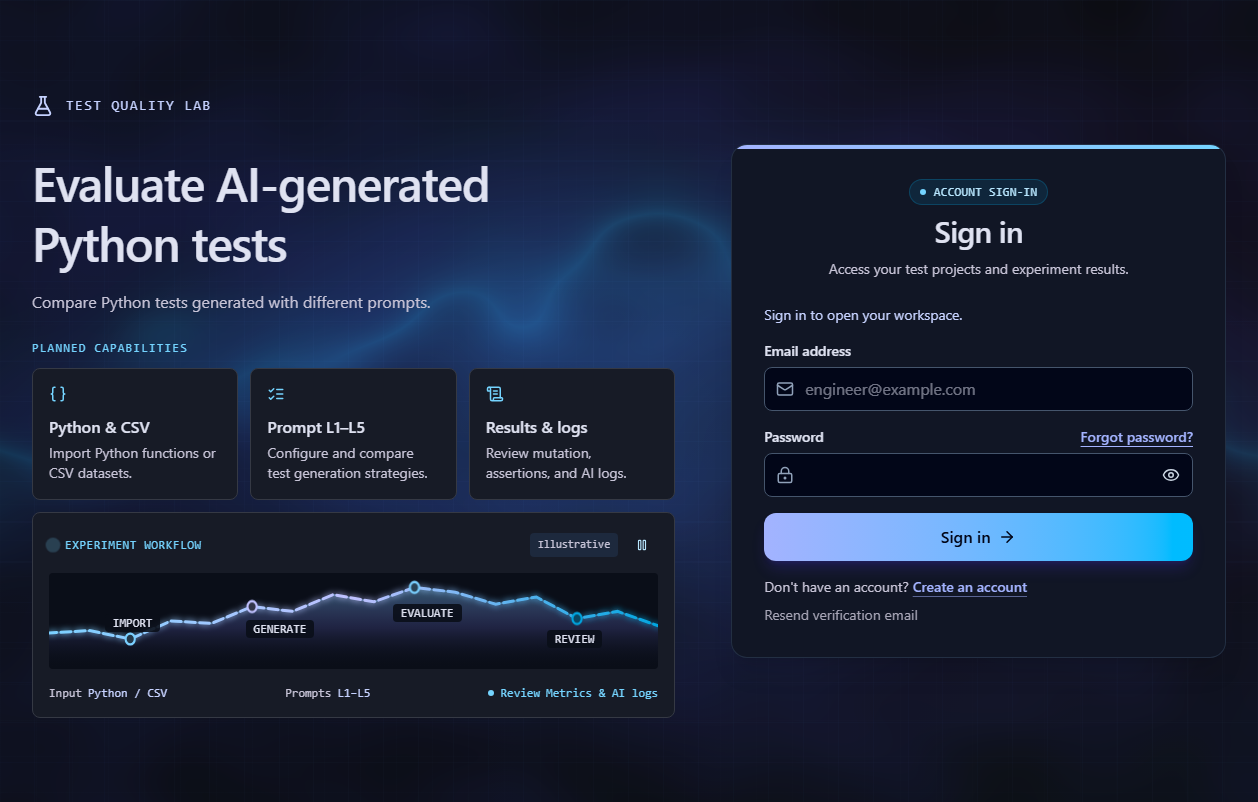 TEST QUALITY LAB
Evaluate AI-generated
Python tests
Compare Python tests generated with different prompts.
PLANNED CAPABILITIES
Python & CSV
Import Python functions or
CSV datasets.
Prompt L1–L5
Configure and compare
test generation strategies.
Results & logs
Review mutation,
assertions, and AI logs.
EXPERIMENT WORKFLOW
Illustrative
IMPORT
GENERATE
EVALUATE
REVIEW
Input Python / CSV
Prompts L1–L5
Review Metrics & AI logs
ACCOUNT SIGN-IN
Sign in
Access your test projects and experiment results.
Sign in to open your workspace.
Email address
engineer@example.com
Password
Forgot password?
Sign in →
Don't have an account? Create an account
Resend verification email